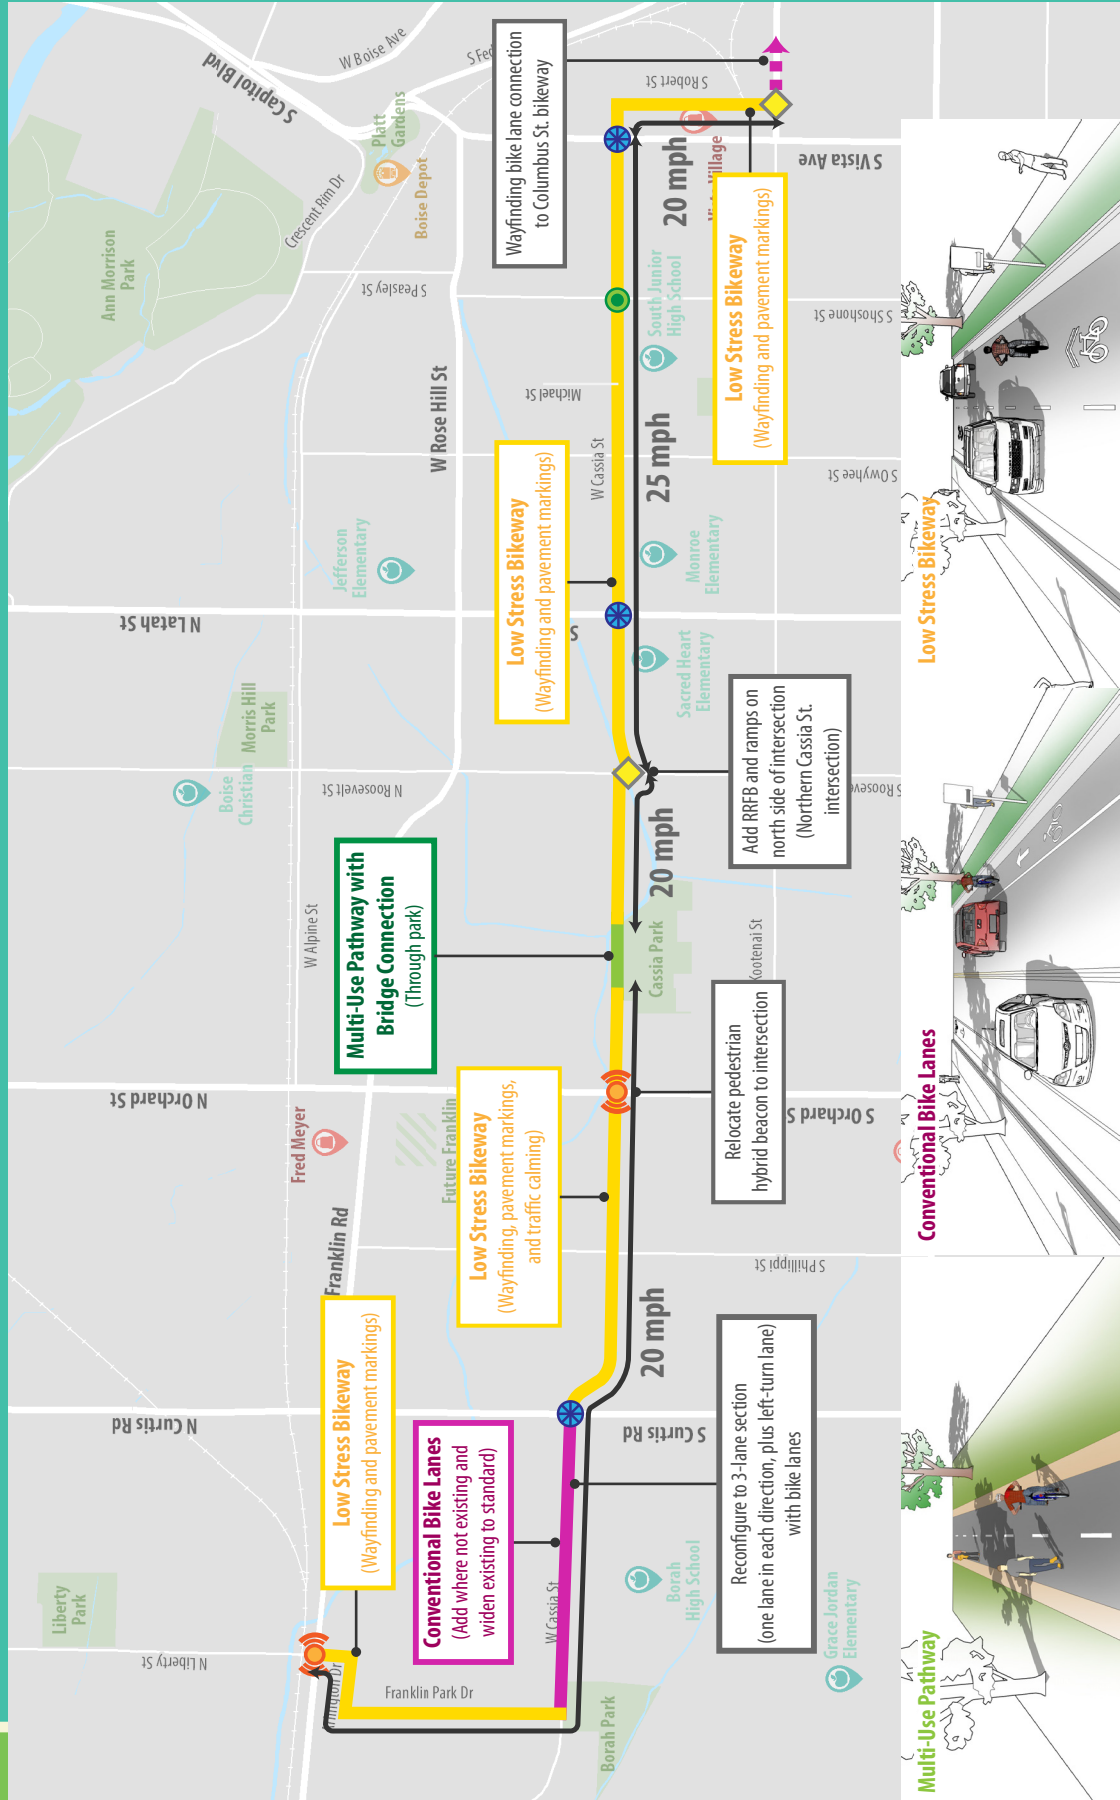 S Capitol Blvd
W Boise Ave
S Fed
Platt
Gardens
Boise Depot
Crescent Rim Dr
Ann Morrison
Park
S Robert St
Wayfinding bike lane connection
to Columbus St. bikeway
S Vista Ave
20 mph
Village
Low Stress Bikeway
(Wayfinding and pavement markings)
S Peasley St
South Junior
High School
S Shoshone St
Michael St
W Rose Hill St
W Cassia St
25 mph
S Owyhee St
Low Stress Bikeway
(Wayfinding and pavement markings)
Jefferson
Elementary
Monroe
Elementary
N Latah St
S
Sacred Heart
Elementary
Morris Hill
Park
Boise
Christian
N Roosevelt St
S Roosev
Add RRFB and ramps on
north side of intersection
(Northern Cassia St.
intersection)
20 mph
Multi-Use Pathway with
Bridge Connection
(Through park)
W Alpine St
Cassia Park
Kootenai St
Relocate pedestrian
hybrid beacon to intersection
N Orchard St
S Orchard S
Fred Meyer
Future Franklin
Low Stress Bikeway
(Wayfinding, pavement markings,
and traffic calming)
Franklin Rd
S Phillippi St
20 mph
Low Stress Bikeway
(Wayfinding and pavement markings)
N Curtis Rd
S Curtis Rd
Conventional Bike Lanes
(Add where not existing and
widen existing to standard)
Reconfigure to 3-lane section
(one lane in each direction, plus left-turn lane)
with bike lanes
W Cassia St
Borah
High School
Grace Jordan
Elementary
Liberty
Park
N Liberty St
Franklin Park Dr
Borah Park
Low Stress Bikeway
Conventional Bike Lanes
Multi-Use Pathway